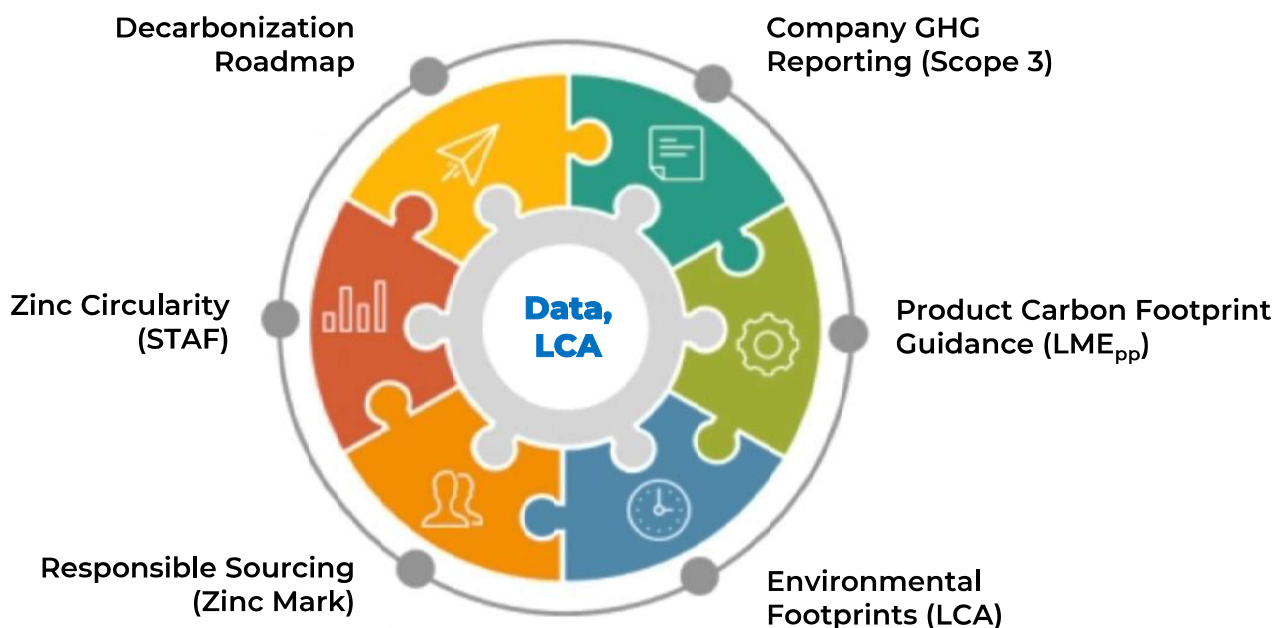 Decarbonization
Roadmap
Company GHG
Reporting (Scope 3)
Zinc Circularity
(STAF)
Data,
LCA
Product Carbon Footprint
Guidance (LMEpp)
Responsible Sourcing
(Zinc Mark)
Environmental
Footprints (LCA)